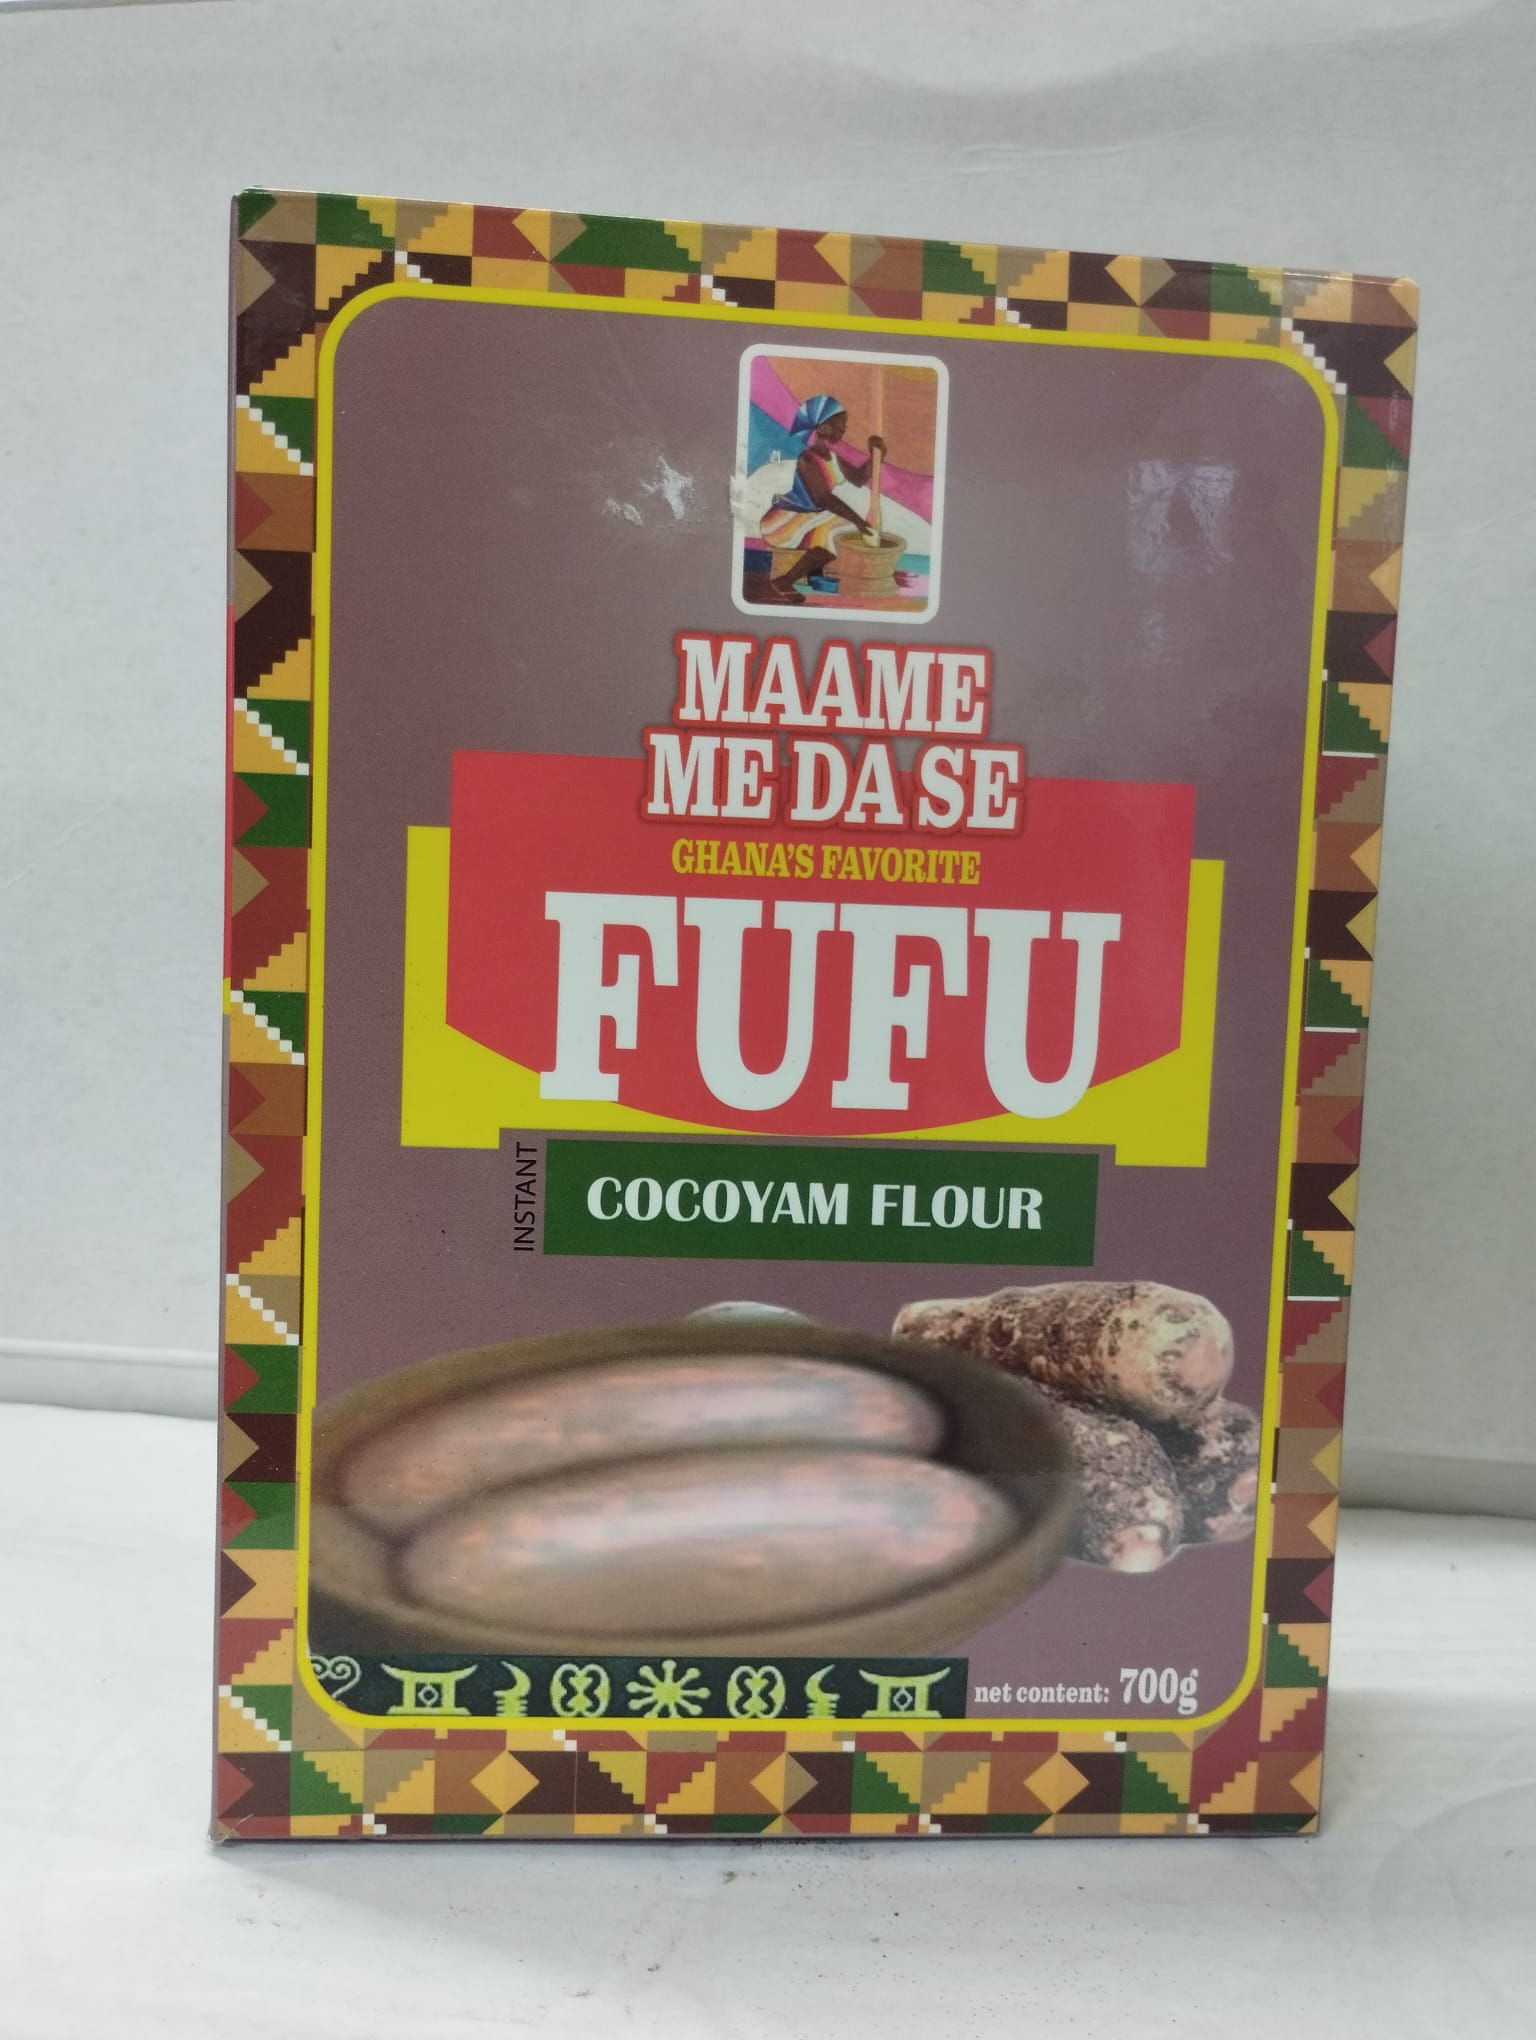 MAAME
ME DA SE
GHANA'S FAVORITE
FUFU
INSTANT
COCOYAM FLOUR
net content: 700g